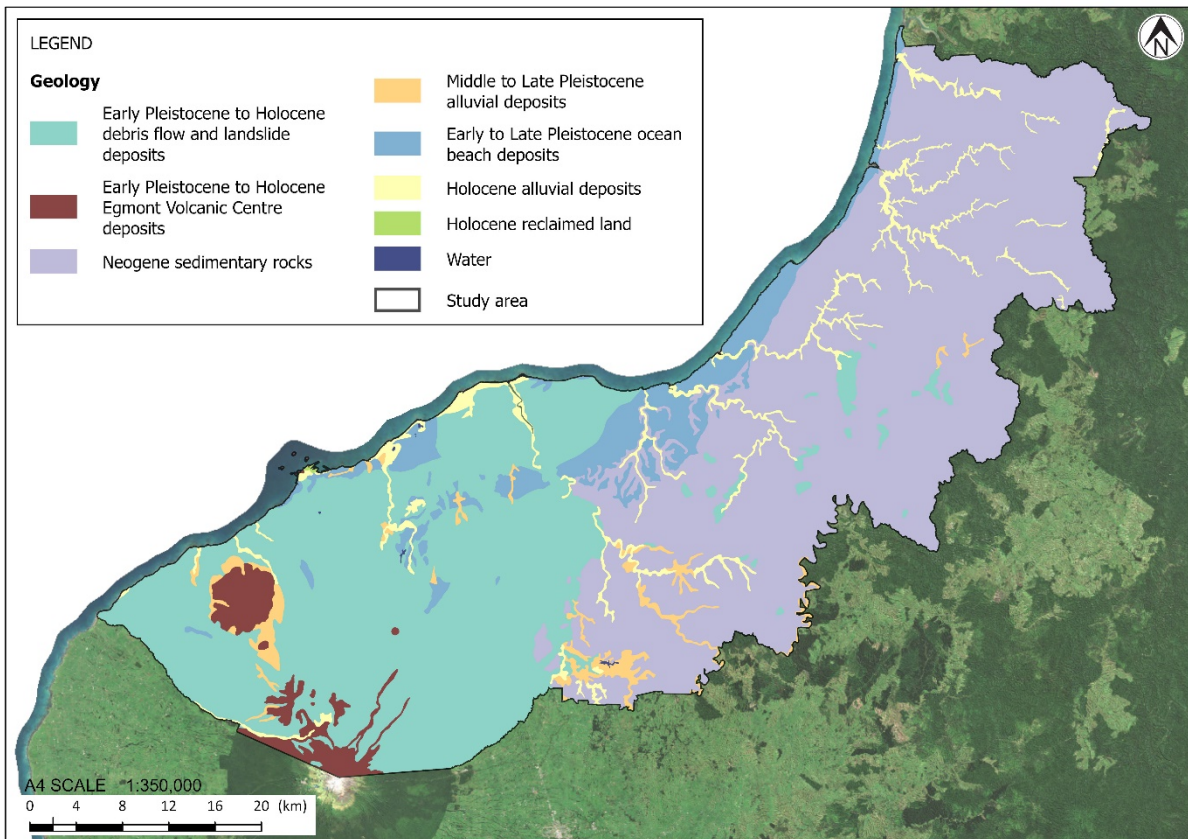 LEGEND
Geology
Early Pleistocene to Holocene
debris flow and landslide
deposits
Early Pleistocene to Holocene
Egmont Volcanic Centre
deposits
Neogene sedimentary rocks
Middle to Late Pleistocene
alluvial deposits
Early to Late Pleistocene ocean
beach deposits
Holocene alluvial deposits
Holocene reclaimed land
Water
Study area
N
A4 SCALE 1:350,000
0 4 8 12 16 20 (km)